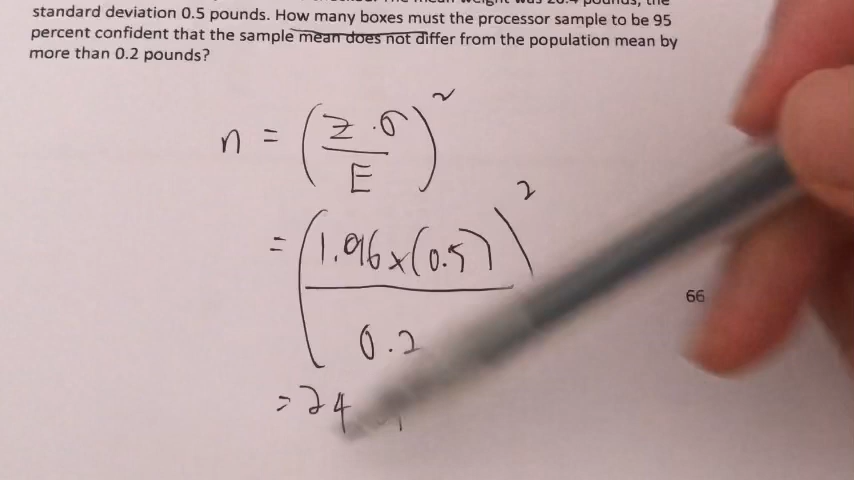 standard deviation 0.5 pounds. How many boxes must the processor sample to be 95
percent confident that the sample mean does not differ from the population mean by
more than 0.2 pounds?
n = (z . σ / E)²
= (1.96 x (0.5) / 0.2)²
66
= 24